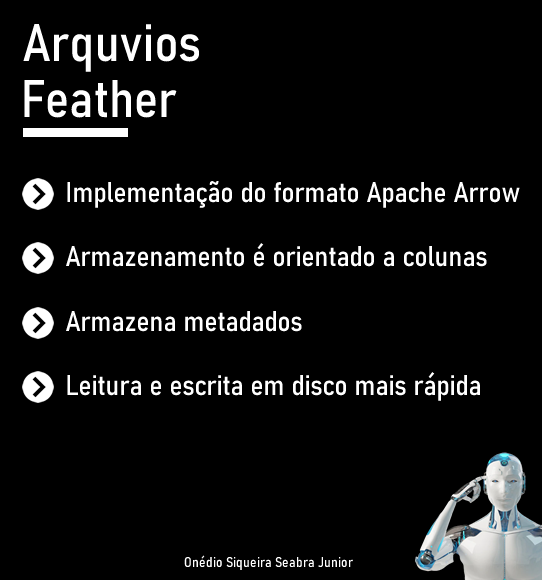 Arquvios
Feather
Implementação do formato Apache Arrow
Armazenamento é orientado a colunas
Armazena metadados
Leitura e escrita em disco mais rápida
Onédio Siqueira Seabra Junior